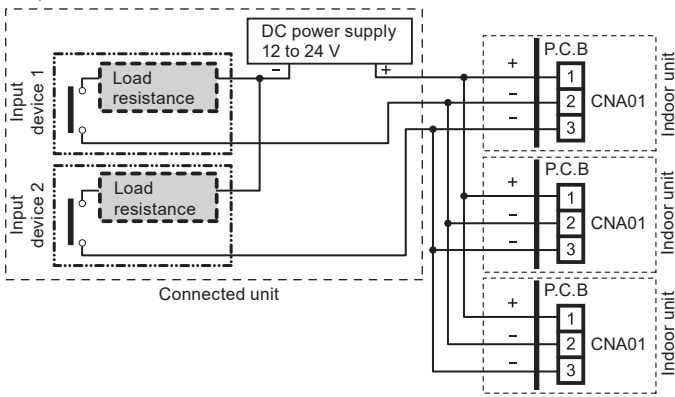 DC power supply
12 to 24 V
−
+
Input
device 1
Load
resistance
Input
device 2
Load
resistance
Connected unit
P.C.B
+
1
−
2
CNA01
−
3
Indoor unit
P.C.B
+
1
−
2
CNA01
−
3
Indoor unit
P.C.B
+
1
−
2
CNA01
−
3
Indoor unit